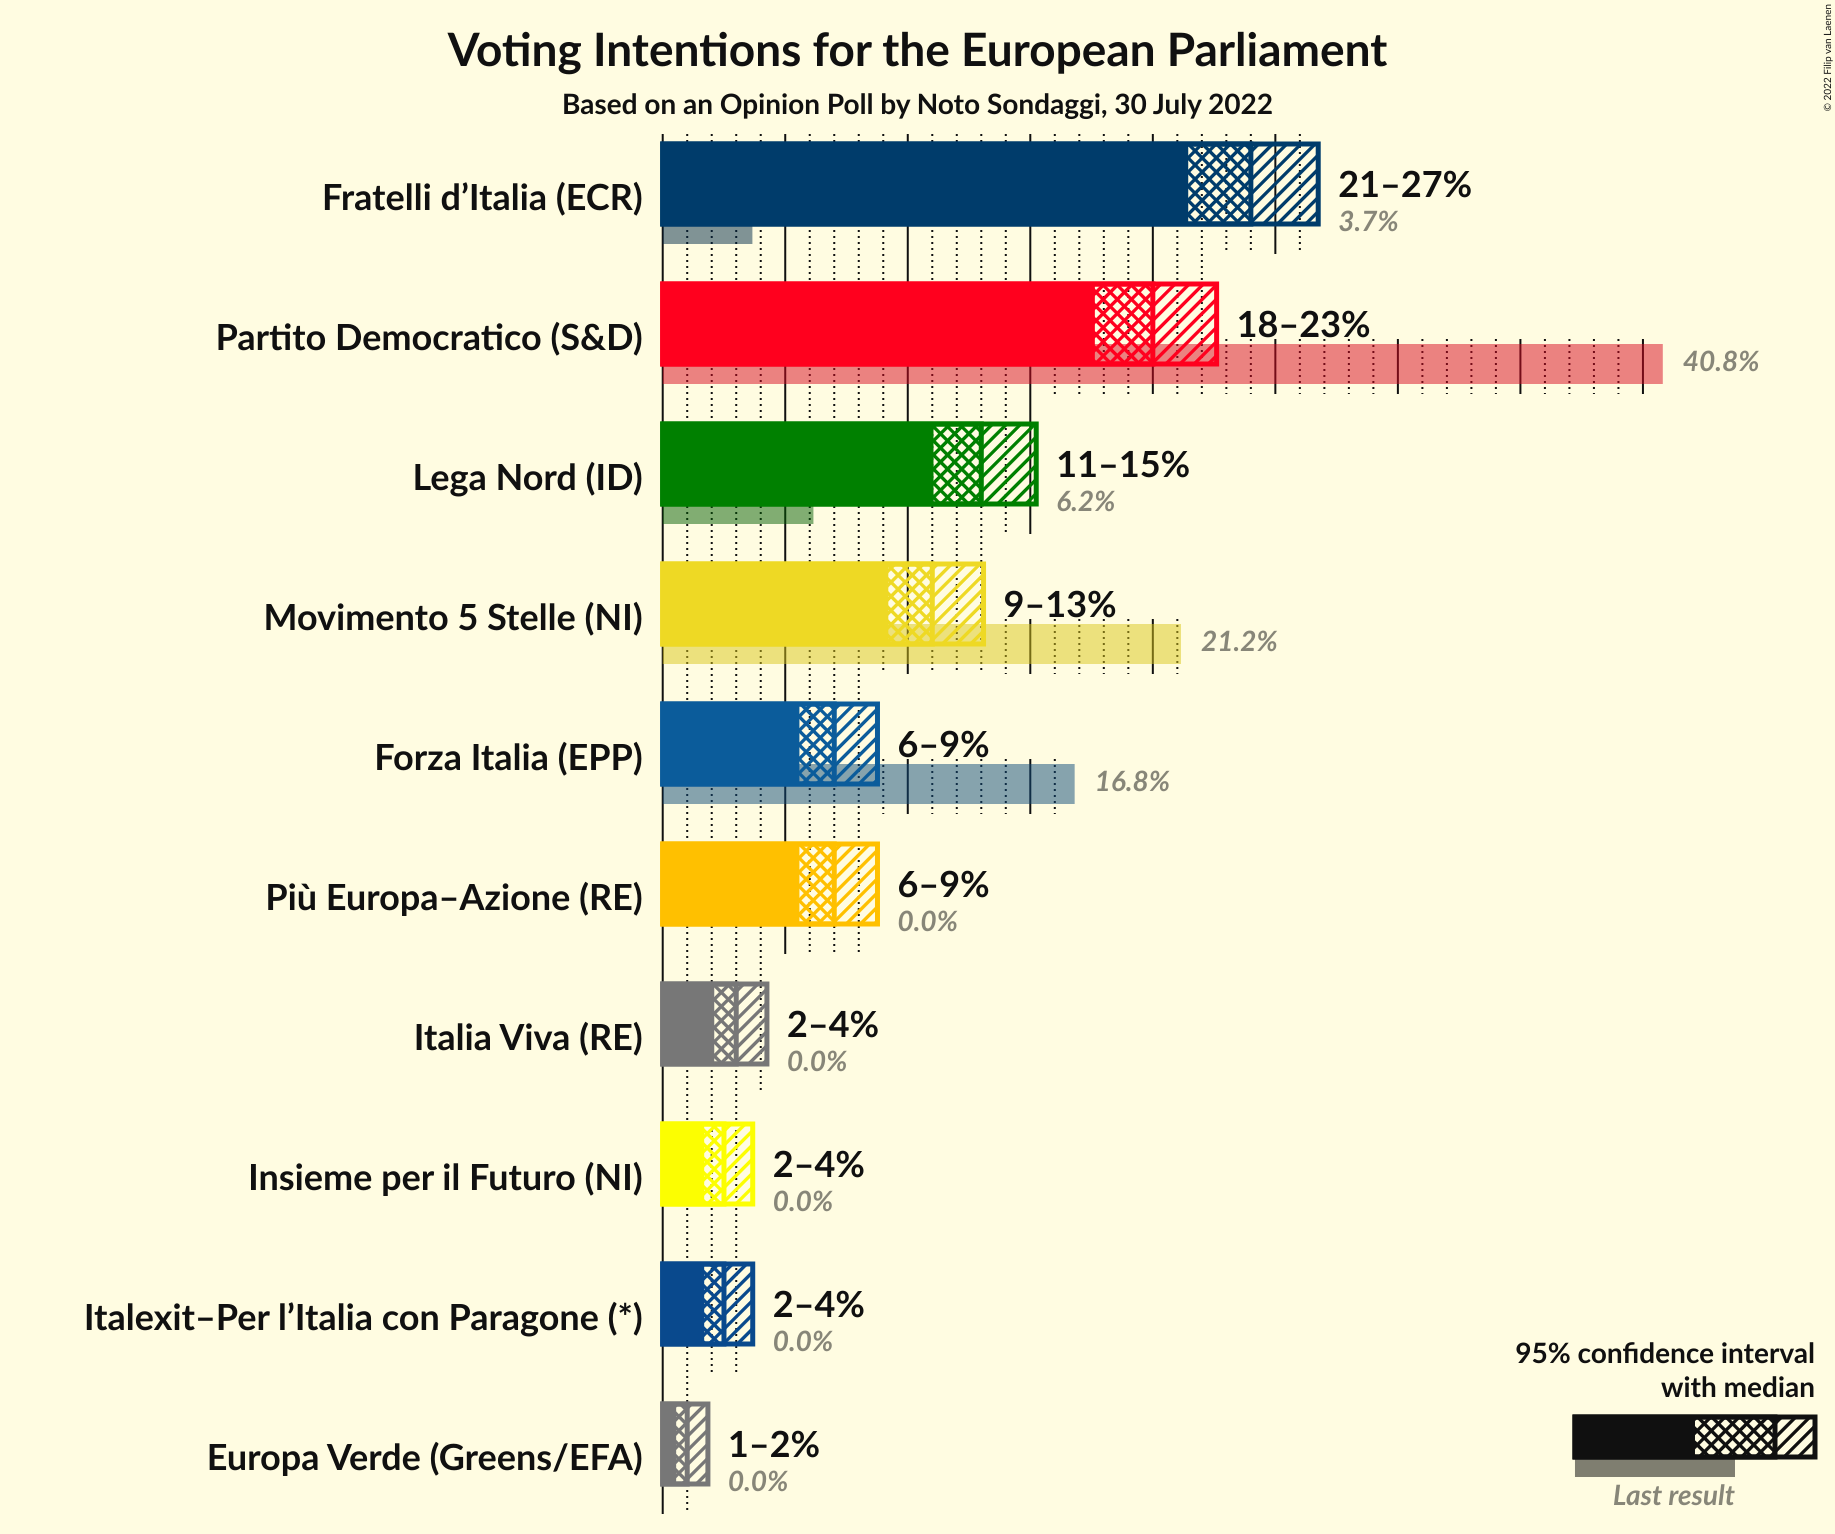 Voting Intentions for the European Parliament
Based on an Opinion Poll by Noto Sondaggi, 30 July 2022
© 2022 Filip van Laenen
Fratelli d’Italia (ECR)
21–27%
3.7%
Partito Democratico (S&D)
18–23%
40.8%
Lega Nord (ID)
11–15%
6.2%
Movimento 5 Stelle (NI)
9–13%
21.2%
Forza Italia (EPP)
6–9%
16.8%
Più Europa–Azione (RE)
6–9%
0.0%
Italia Viva (RE)
2–4%
0.0%
Insieme per il Futuro (NI)
2–4%
0.0%
Italexit–Per l’Italia con Paragone (*)
2–4%
0.0%
Europa Verde (Greens/EFA)
1–2%
0.0%
95% confidence interval
with median
Last result